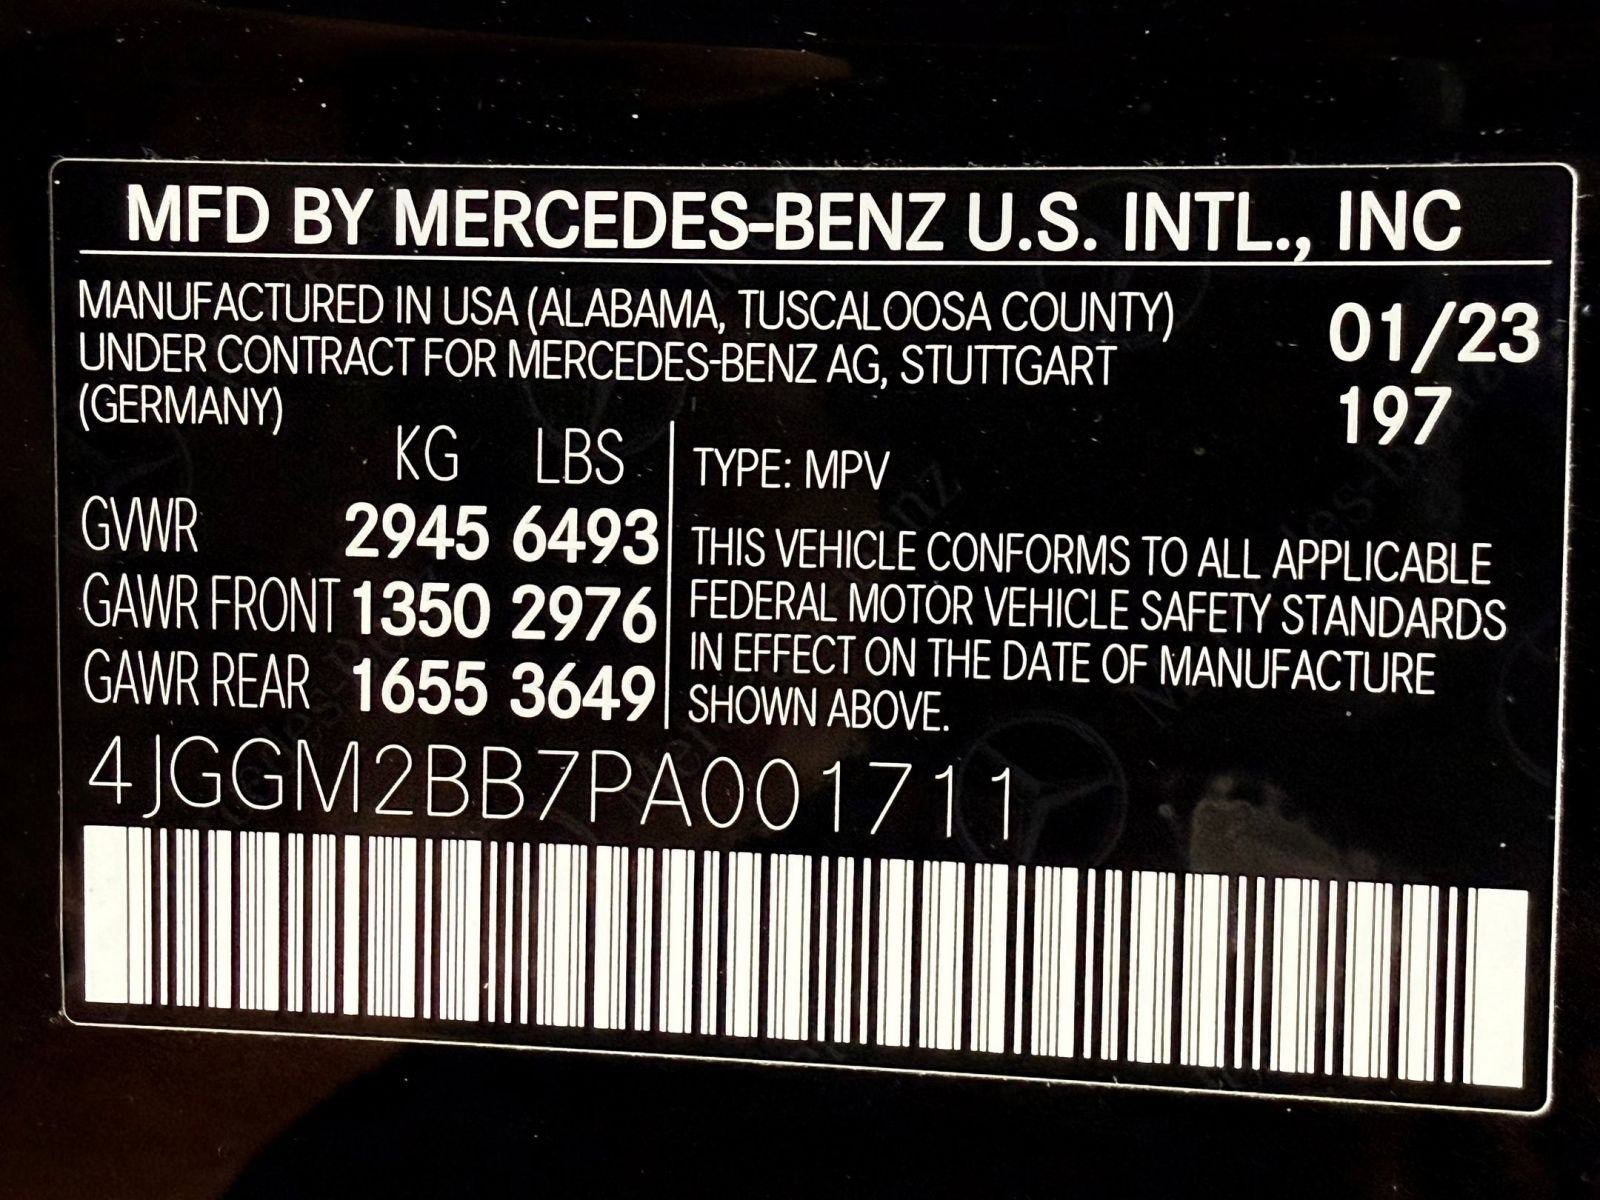 MFD BY MERCEDES-BENZ U.S. INTL., INC
MANUFACTURED IN USA (ALABAMA, TUSCALOOSA COUNTY)
UNDER CONTRACT FOR MERCEDES-BENZ AG, STUTTGART
(GERMANY)
01/23
197
KG LBS
GVWR 2945 6493
GAWR FRONT 1350 2976
GAWR REAR 1655 3649
TYPE: MPV
THIS VEHICLE CONFORMS TO ALL APPLICABLE
FEDERAL MOTOR VEHICLE SAFETY STANDARDS
IN EFFECT ON THE DATE OF MANUFACTURE
SHOWN ABOVE.
4JGGM2BB7PA001711